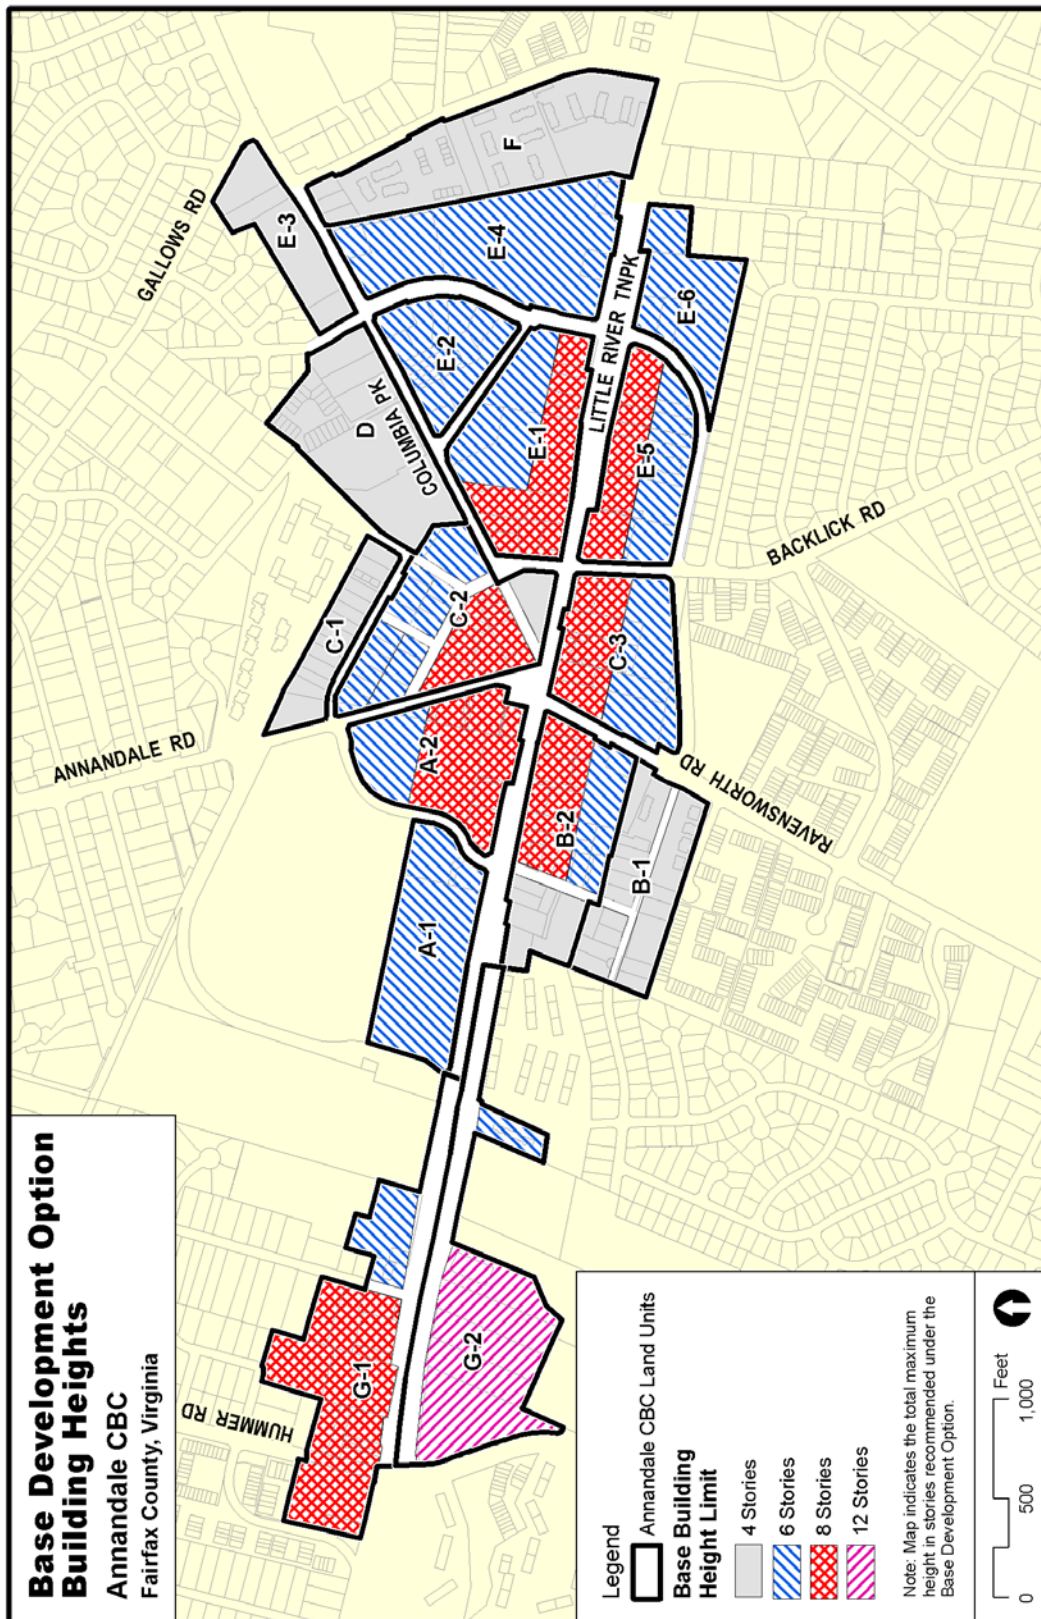 Base Development Option
Building Heights
Annandale CBC
Fairfax County, Virginia
HUMMER RD
ANNANDALE RD
GALLOWS RD
COLUMBIA PK
LITTLE RIVER TNPK
BACKLICK RD
RAVENSWORTH RD
G-1
G-2
A-1
A-2
B-1
B-2
C-1
C-2
C-3
D
E-1
E-2
E-3
E-4
E-5
E-6
F
Legend
Annandale CBC Land Units
Base Building
Height Limit
4 Stories
6 Stories
8 Stories
12 Stories
Note: Map indicates the total maximum
height in stories recommended under the
Base Development Option.
0 500 1,000
Feet